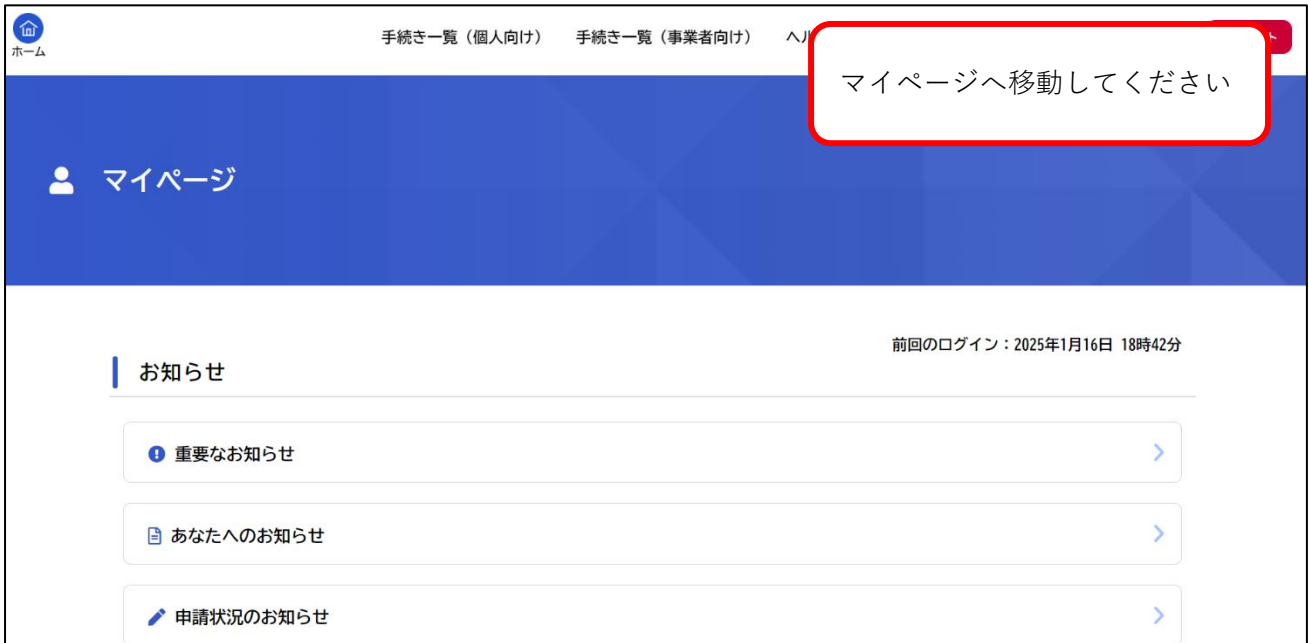 ホーム
手続き一覧（個人向け）
手続き一覧（事業者向け）
マイページへ移動してください
マイページ
前回のログイン：2025年1月16日 18時42分
お知らせ
重要なお知らせ
あなたへのお知らせ
申請状況のお知らせ